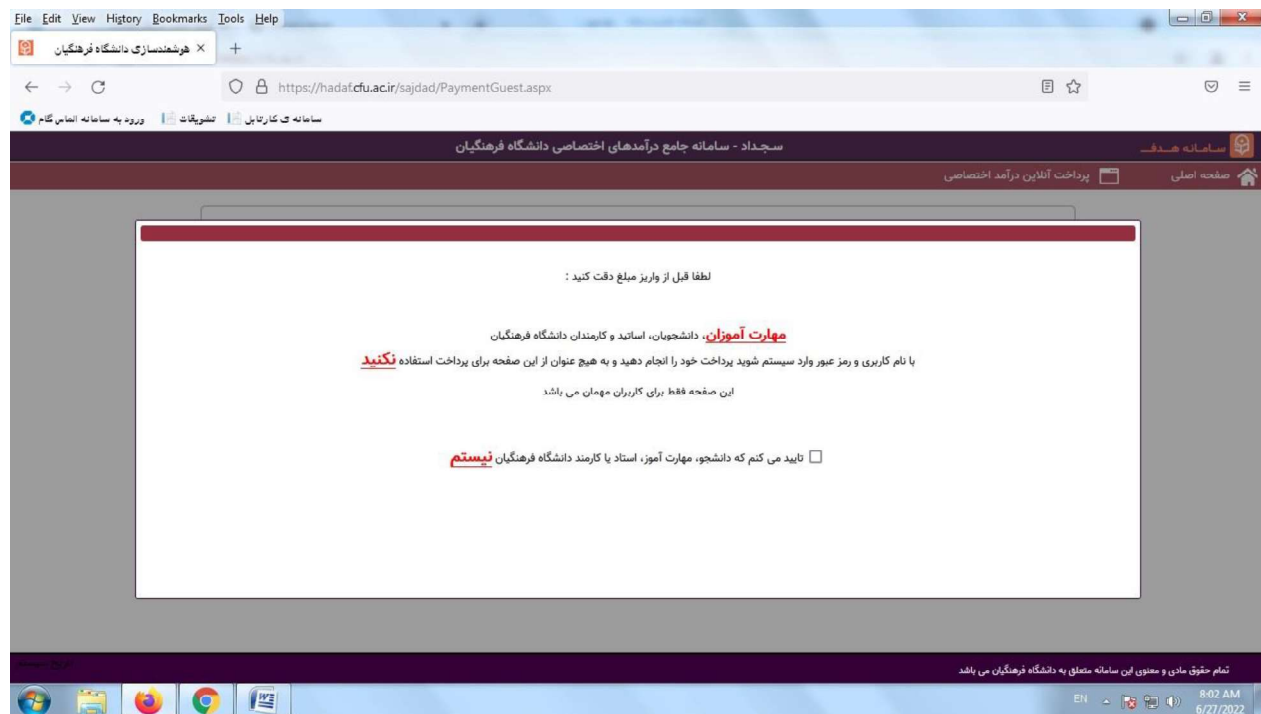 File Edit View History Bookmarks Tools Help
هوشمندسازی دانشگاه فرهنگیان
https://hadaf.cfu.ac.ir/sajdad/PaymentGuest.aspx
سامانه ی کارتابل تشویقات ورود به سامانه الماس گام
سامانه هـدف
سـجـداد - سامانه جامع درآمدهای اختصاصی دانشگاه فرهنگیان
صفحه اصلی پرداخت آنلاین درآمد اختصاصی
لطفا قبل از واریز مبلغ دقت کنید :
مهارت آموزان، دانشجویان، اساتید و کارمندان دانشگاه فرهنگیان
با نام کاربری و رمز عبور وارد سیستم شوید پرداخت خود را انجام دهید و به هیچ عنوان از این صفحه برای پرداخت استفاده نکنید
این صفحه فقط برای کاربران مهمان می باشد
تایید می کنم که دانشجو، مهارت آموز، استاد یا کارمند دانشگاه فرهنگیان نیستم
تمام حقوق مادی و معنوی این سامانه متعلق به دانشگاه فرهنگیان می باشد
EN 8:02 AM
6/27/2022